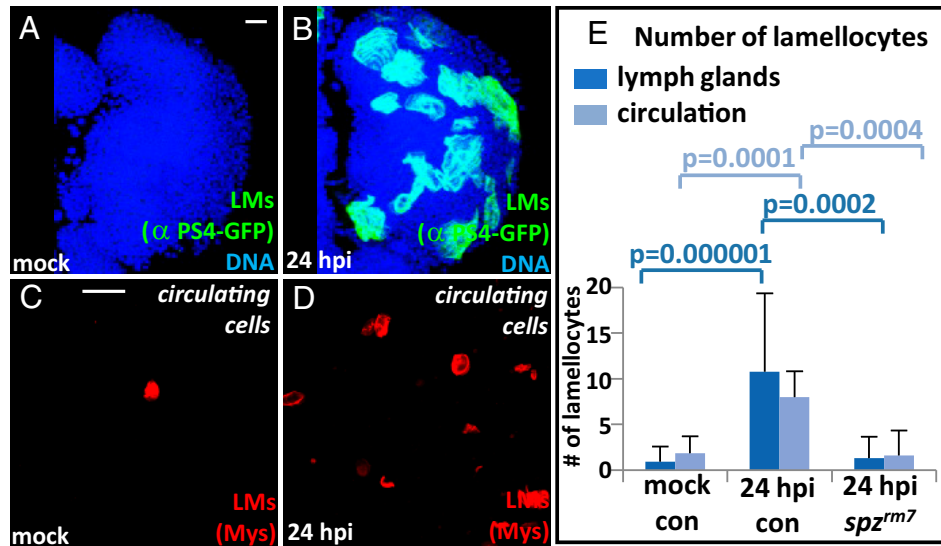 A
LMs
(α PS4-GFP)
DNA
mock
B
LMs
(α PS4-GFP)
DNA
24 hpi
C
circulating
cells
LMs
(Mys)
mock
D
circulating
cells
LMs
(Mys)
24 hpi
E
Number of lamellocytes
lymph glands
circulation
p=0.0004
p=0.0001
p=0.0002
p=0.000001
# of lamellocytes
20
15
10
5
0
mock
con
24 hpi
con
24 hpi
spzʳᵐ⁷